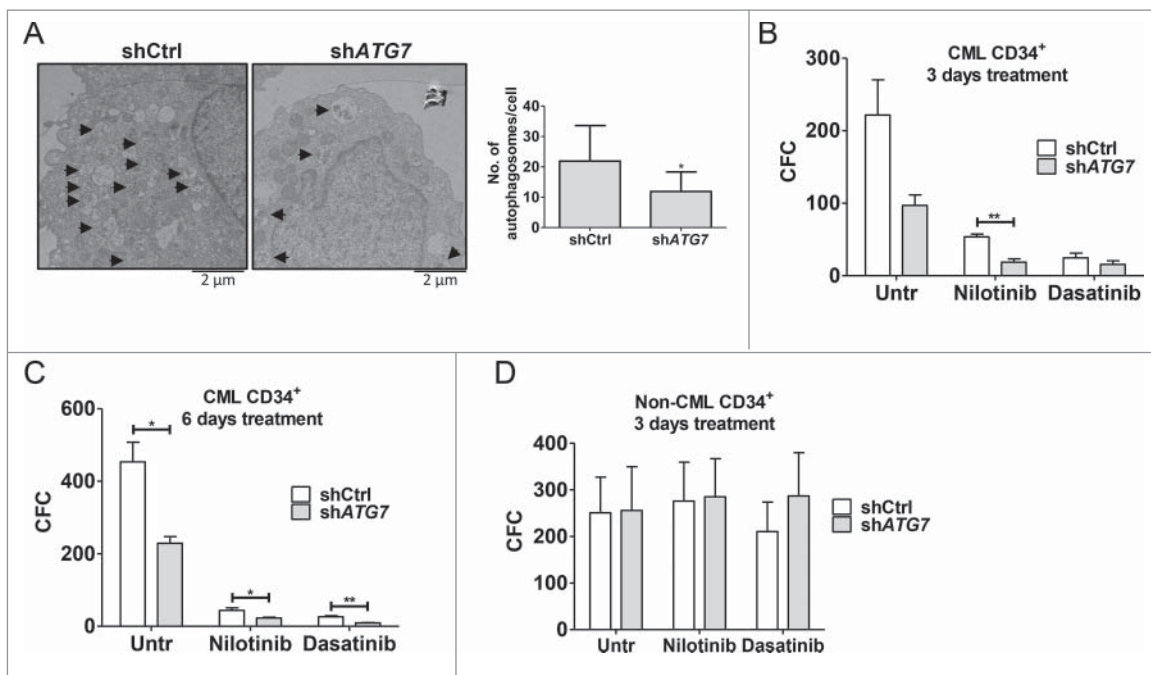 A
shCtrl
shATG7
2 µm
2 µm
No. of
autophagosomes/cell
40
30
20
10
0
*
shCtrl
shATG7
B
CML CD34+
3 days treatment
CFC
300
200
100
0
**
shCtrl
shATG7
Untr
Nilotinib
Dasatinib
C
CML CD34+
6 days treatment
CFC
600
400
200
0
*
*
**
shCtrl
shATG7
Untr
Nilotinib
Dasatinib
D
Non-CML CD34+
3 days treatment
CFC
400
300
200
100
0
shCtrl
shATG7
Untr
Nilotinib
Dasatinib